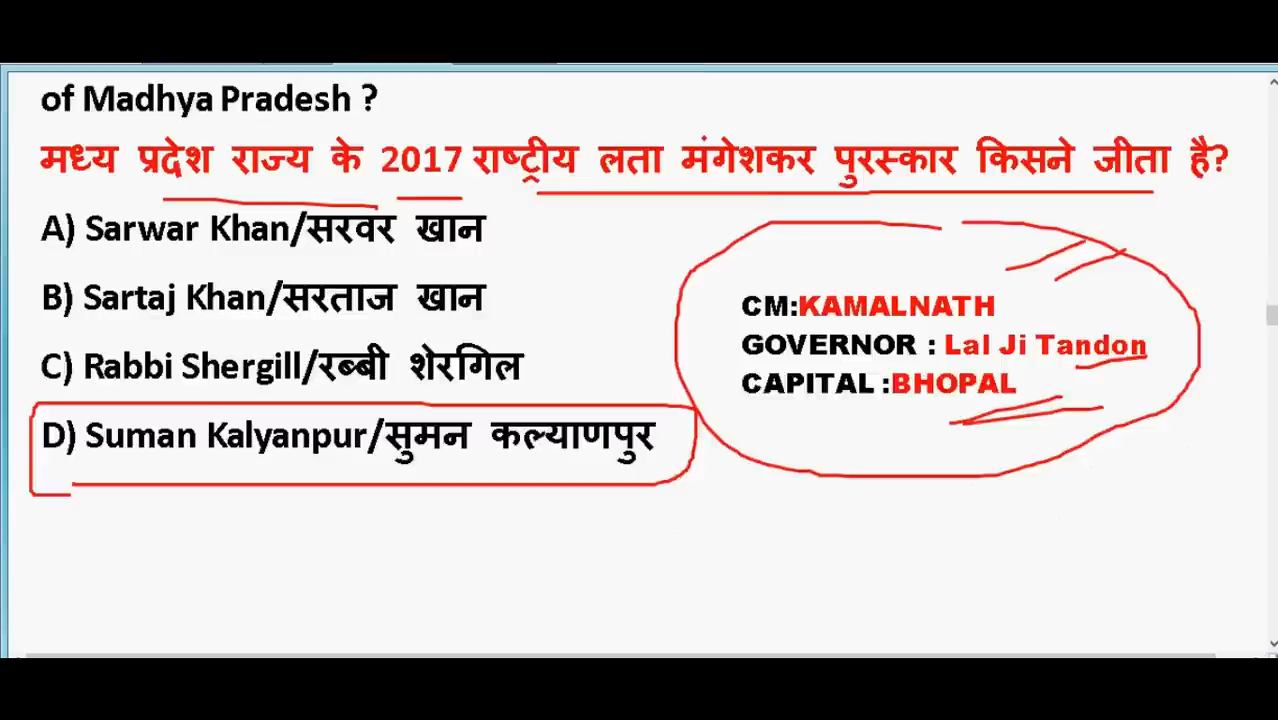 of Madhya Pradesh ?
मध्य प्रदेश राज्य के 2017 राष्ट्रीय लता मंगेशकर पुरस्कार किसने जीता है?
A) Sarwar Khan/सरवर खान
B) Sartaj Khan/सरताज खान
C) Rabbi Shergill/रब्बी शेरगिल
D) Suman Kalyanpur/सुमन कल्याणपुर
CM:KAMALNATH
GOVERNOR : Lal Ji Tandon
CAPITAL :BHOPAL